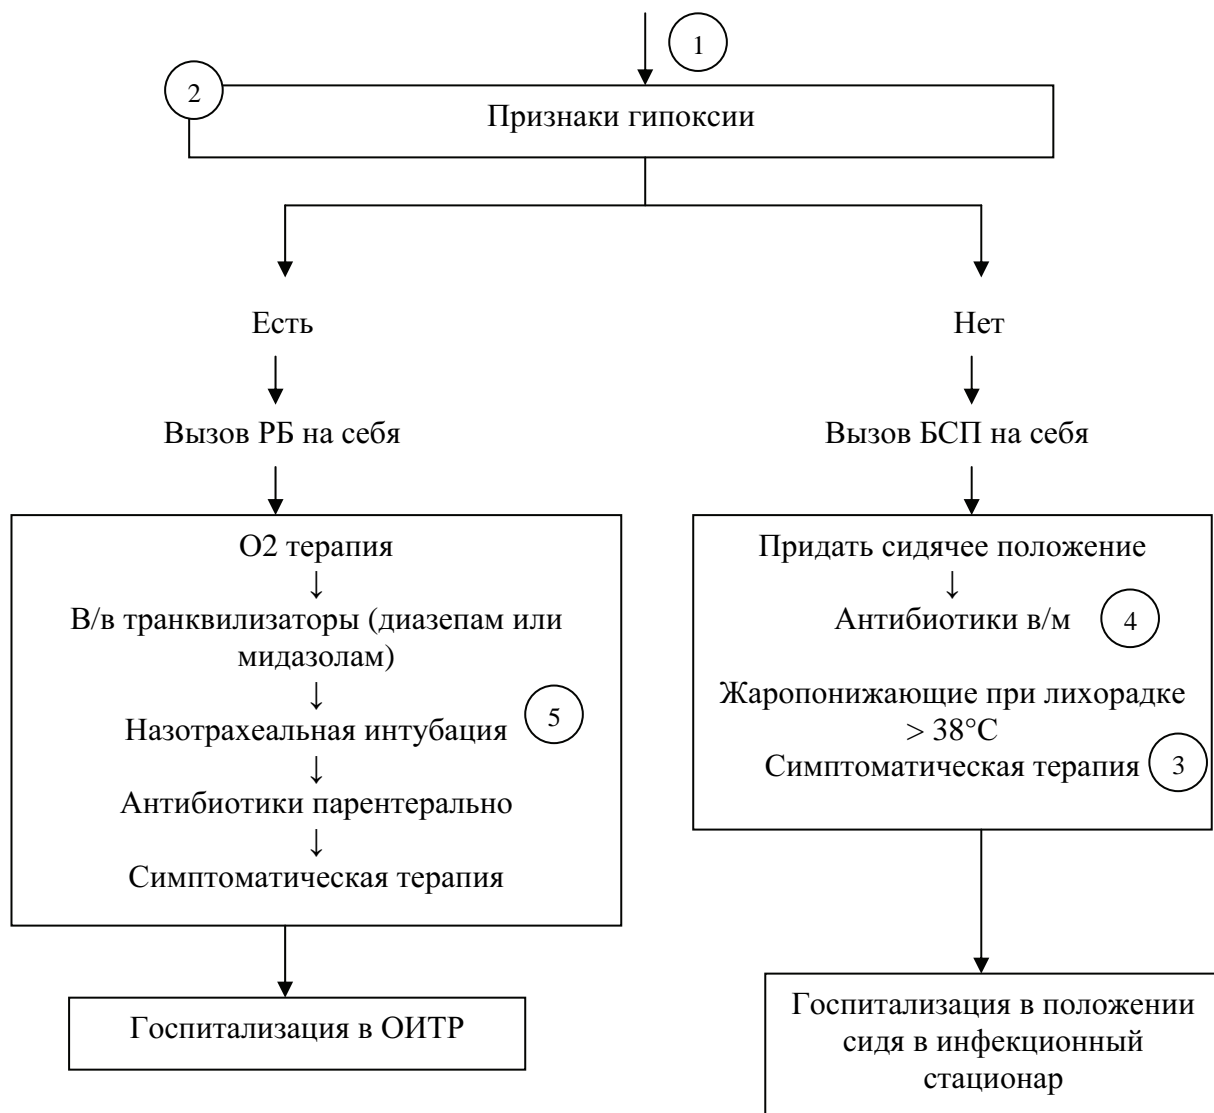 1
2
Признаки гипоксии
Есть
Нет
Вызов РБ на себя
Вызов БСП на себя
О2 терапия
↓
В/в транквилизаторы (диазепам или
мидазолам)
↓
Назотрахеальная интубация
5
↓
Антибиотики парентерально
↓
Симптоматическая терапия
Придать сидячее положение
↓
Антибиотики в/м
4
Жаропонижающие при лихорадке
> 38°С
Симптоматическая терапия
3
Госпитализация в ОИТР
Госпитализация в положении
сидя в инфекционный
стационар